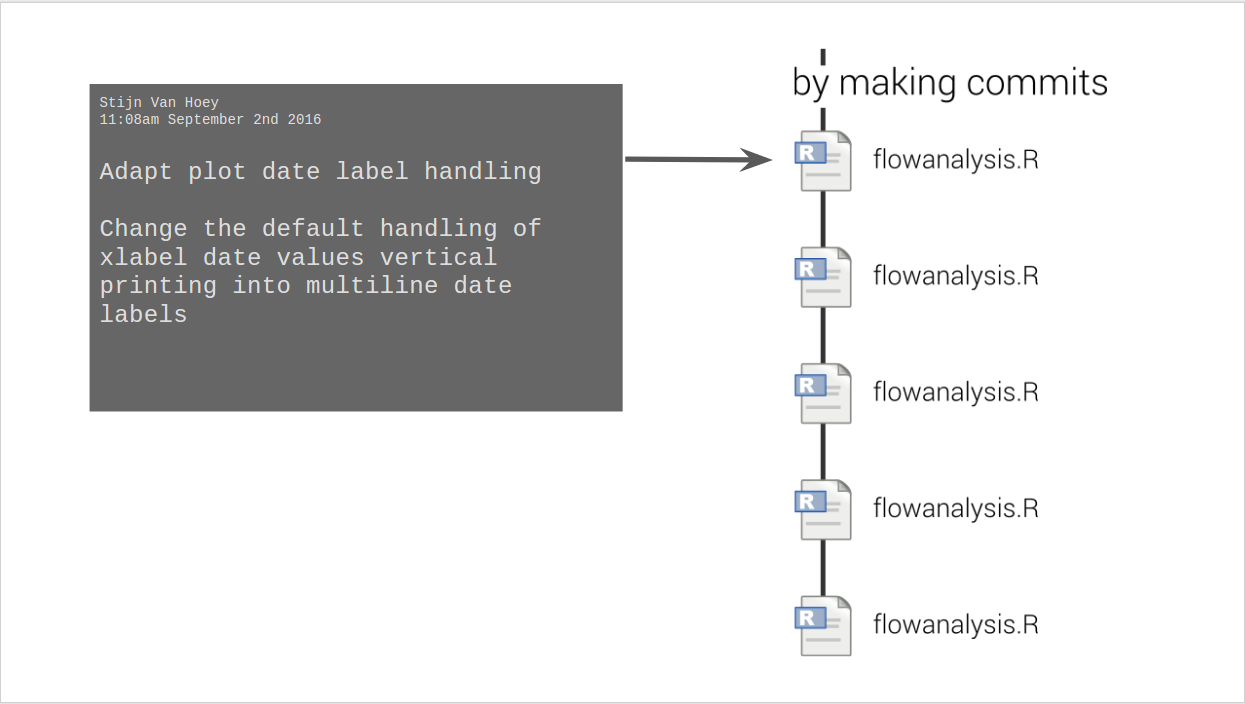 Stijn Van Hoey
11:08am September 2nd 2016
Adapt plot date label handling
Change the default handling of
xlabel date values vertical
printing into multiline date
labels
by making commits
R
flowanalysis.R
R
flowanalysis.R
R
flowanalysis.R
R
flowanalysis.R
R
flowanalysis.R